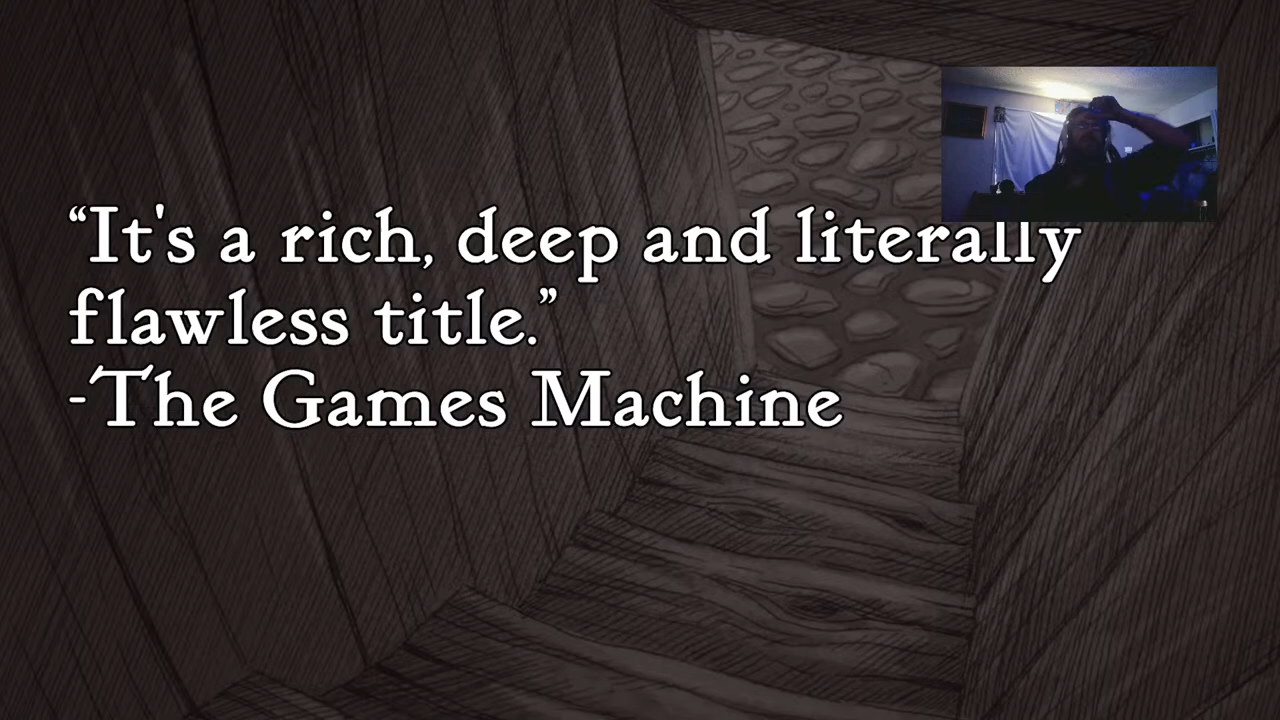 “It's a rich, deep and literally
flawless title.”
-The Games Machine